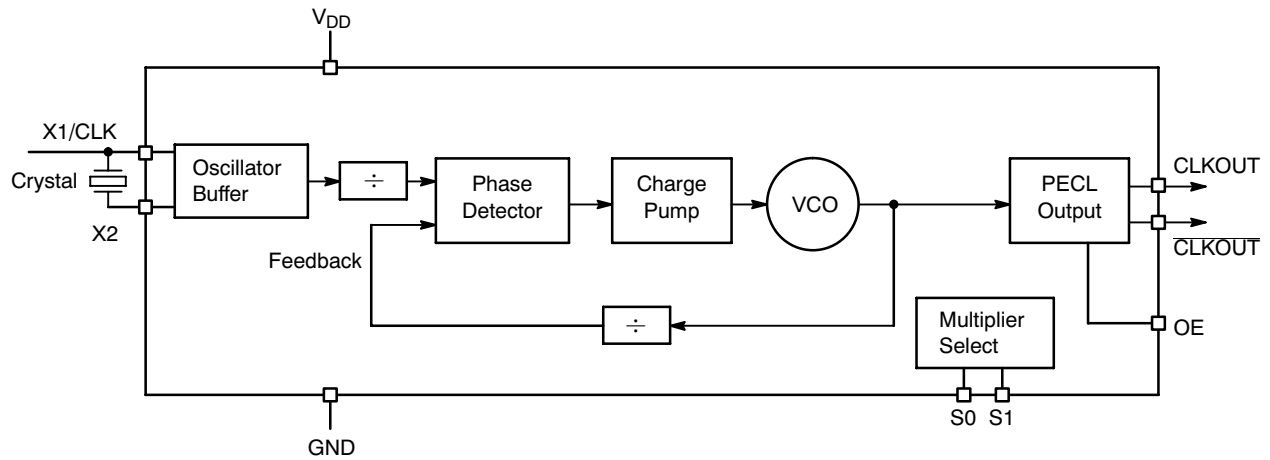 VDD
X1/CLK
Crystal
X2
Oscillator
Buffer
÷
Phase
Detector
Charge
Pump
VCO
PECL
Output
CLKOUT
CLKOUT
Feedback
÷
Multiplier
Select
OE
S0 S1
GND